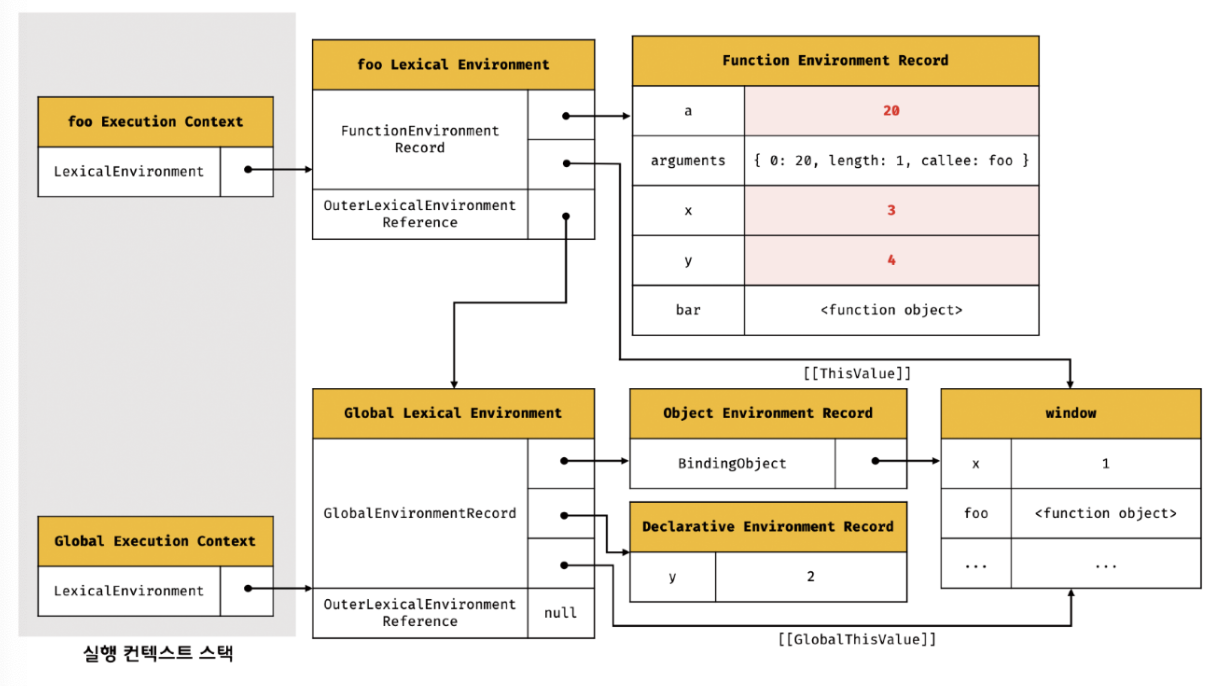 foo Execution Context
LexicalEnvironment
foo Lexical Environment
FunctionEnvironment
Record
OuterLexicalEnvironment
Reference
Function Environment Record
a 20
arguments { 0: 20, length: 1, callee: foo }
x 3
y 4
bar <function object>
[[ThisValue]]
Global Execution Context
LexicalEnvironment
Global Lexical Environment
GlobalEnvironmentRecord
OuterLexicalEnvironment
Reference
null
Object Environment Record
BindingObject
Declarative Environment Record
y 2
window
x 1
foo <function object>
... ...
[[GlobalThisValue]]
실행 컨텍스트 스택